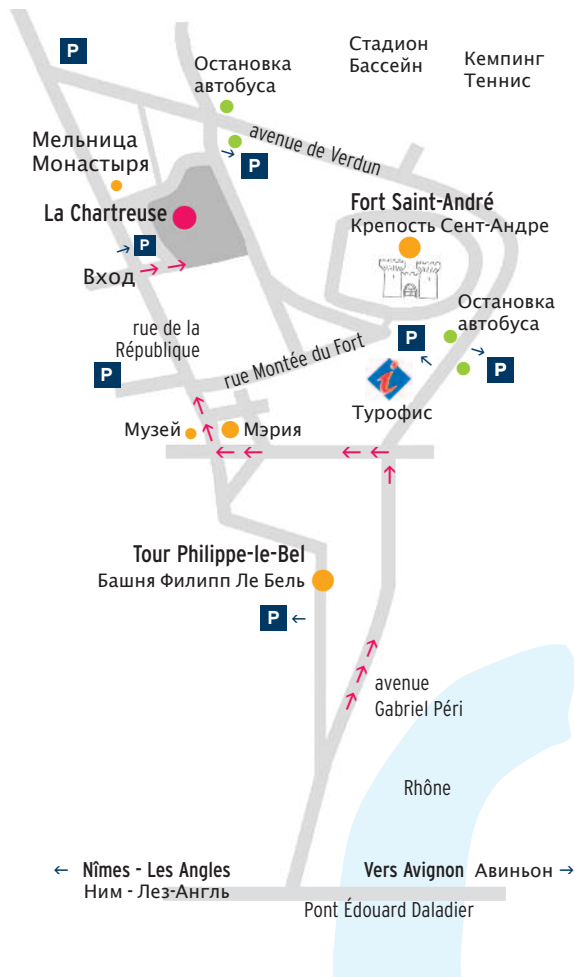 P
Остановка
автобуса
Стадион
Бассейн
Кемпинг
Теннис
avenue de Verdun
P
Мельница
Монастыря
La Chartreuse
Fort Saint-André
Крепость Сент-Андре
P
Вход
Остановка
автобуса
rue de la
République
P
rue Montée du Fort
P
P
i
Турофис
Музей
Мэрия
Tour Philippe-le-Bel
Башня Филипп Ле Бель
P
avenue
Gabriel Péri
Rhône
← Nîmes - Les Angles
Ним - Лез-Англь
Vers Avignon Авиньон →
Pont Édouard Daladier